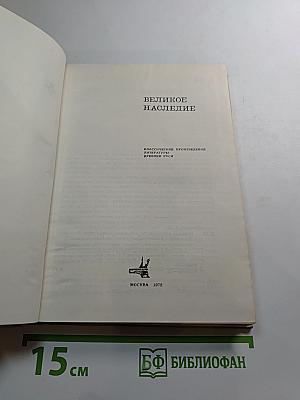 ВЕЛИКОЕ
НАСЛЕДИЕ
КЛАССИЧЕСКИЕ ПРОИЗВЕДЕНИЯ
ЛИТЕРАТУРЫ
ДРЕВНЕЙ РУСИ
МОСКВА 1975
15 см
БФ БИБЛИОФАН